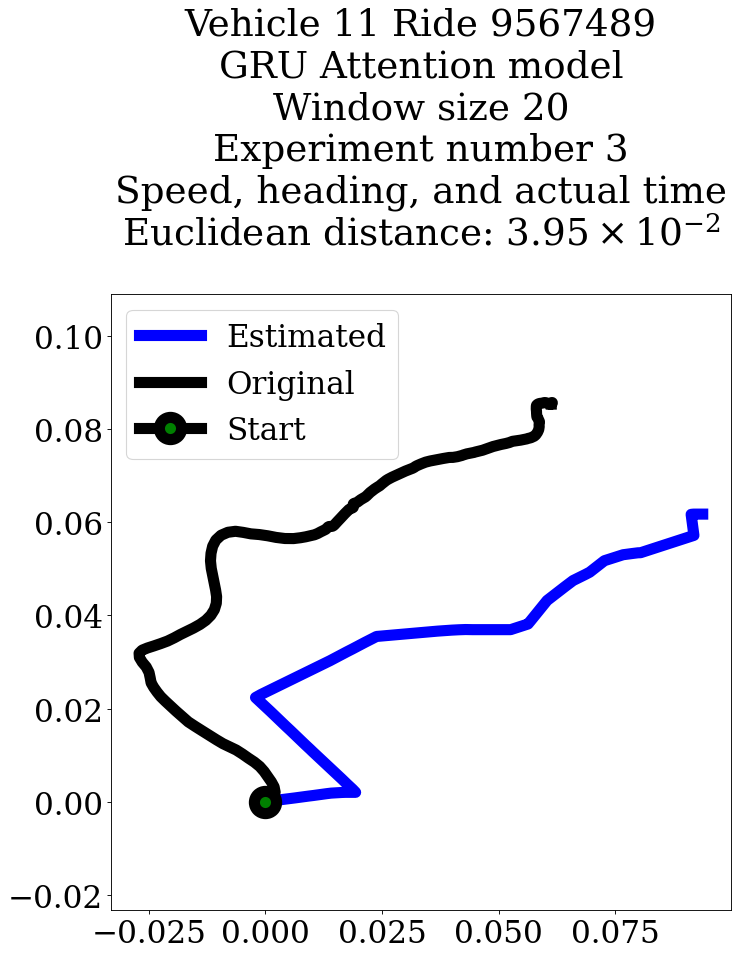 Vehicle 11 Ride 9567489
GRU Attention model
Window size 20
Experiment number 3
Speed, heading, and actual time
Euclidean distance: 3.95 × 10⁻²
Estimated
Original
Start
0.10
0.08
0.06
0.04
0.02
0.00
−0.02
−0.025 0.000 0.025 0.050 0.075